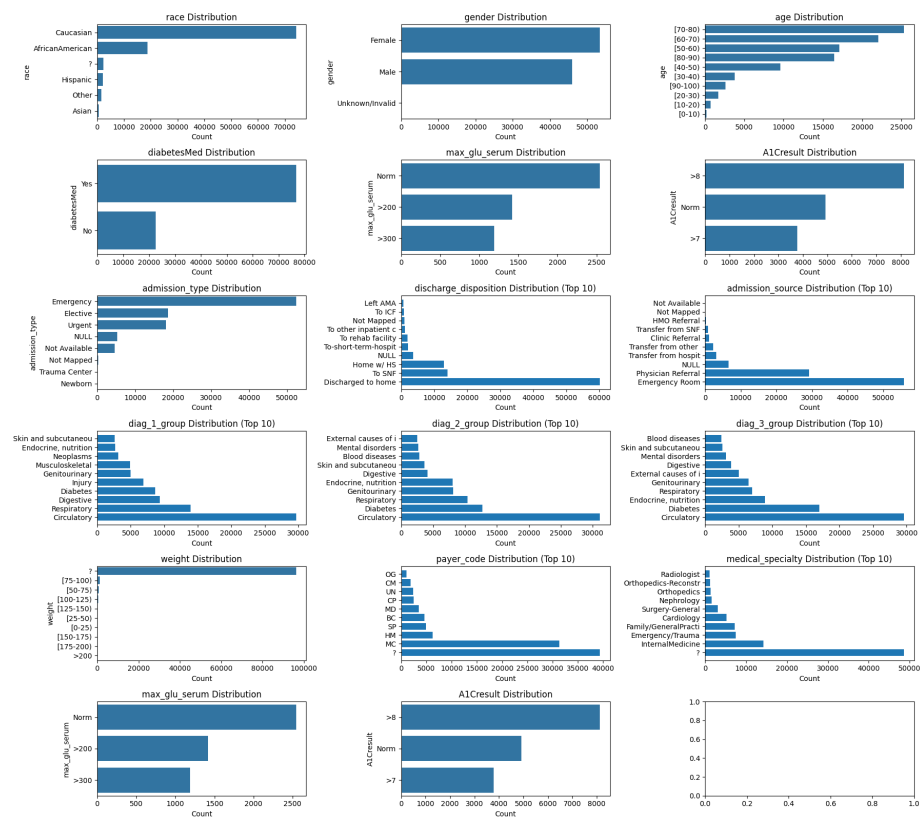 race Distribution
race
Caucasian
AfricanAmerican
?
Hispanic
Other
Asian
0 10000 20000 30000 40000 50000 60000 70000
Count
gender Distribution
gender
Female
Male
Unknown/Invalid
0 10000 20000 30000 40000 50000
Count
age Distribution
age
[70-80)
[60-70)
[50-60)
[80-90)
[40-50)
[30-40)
[90-100)
[20-30)
[10-20)
[0-10)
0 5000 10000 15000 20000 25000
Count
diabetesMed Distribution
diabetesMed
Yes
No
0 10000 20000 30000 40000 50000 60000 70000 80000
Count
max_glu_serum Distribution
max_glu_serum
Norm
>200
>300
0 500 1000 1500 2000 2500
Count
A1Cresult Distribution
A1Cresult
>8
Norm
>7
0 1000 2000 3000 4000 5000 6000 7000 8000
Count
admission_type Distribution
admission_type
Emergency
Elective
Urgent
NULL
Not Available
Not Mapped
Trauma Center
Newborn
0 10000 20000 30000 40000 50000
Count
discharge_disposition Distribution (Top 10)
Left AMA
To ICF
Not Mapped
To other inpatient c
To rehab facility
To-short-term-hospit
NULL
Home w/ HS
To SNF
Discharged to home
0 10000 20000 30000 40000 50000 60000
Count
admission_source Distribution (Top 10)
Not Available
Not Mapped
HMO Referral
Transfer from SNF
Clinic Referral
Transfer from other
Transfer from hospit
NULL
Physician Referral
Emergency Room
0 10000 20000 30000 40000 50000
Count
diag_1_group Distribution (Top 10)
Skin and subcutaneou
Endocrine, nutrition
Neoplasms
Musculoskeletal
Genitourinary
Injury
Diabetes
Digestive
Respiratory
Circulatory
0 5000 10000 15000 20000 25000 30000
Count
diag_2_group Distribution (Top 10)
External causes of i
Mental disorders
Blood diseases
Skin and subcutaneou
Digestive
Endocrine, nutrition
Genitourinary
Respiratory
Diabetes
Circulatory
0 5000 10000 15000 20000 25000 30000
Count
diag_3_group Distribution (Top 10)
Blood diseases
Skin and subcutaneou
Mental disorders
Digestive
External causes of i
Genitourinary
Respiratory
Endocrine, nutrition
Diabetes
Circulatory
0 5000 10000 15000 20000 25000 30000
Count
weight Distribution
weight
?
[75-100)
[50-75)
[100-125)
[125-150)
[25-50)
[0-25)
[150-175)
[175-200)
>200
0 20000 40000 60000 80000 100000
Count
payer_code Distribution (Top 10)
OG
CM
UN
CP
MD
BC
SP
HM
MC
?
0 5000 10000 15000 20000 25000 30000 35000 40000
Count
medical_specialty Distribution (Top 10)
Radiologist
Orthopedics-Reconstr
Orthopedics
Nephrology
Surgery-General
Cardiology
Family/GeneralPracti
Emergency/Trauma
InternalMedicine
?
0 10000 20000 30000 40000 50000
Count
max_glu_serum Distribution
max_glu_serum
Norm
>200
>300
0 500 1000 1500 2000 2500
Count
A1Cresult Distribution
A1Cresult
>8
Norm
>7
0 1000 2000 3000 4000 5000 6000 7000 8000
Count
1.0
0.8
0.6
0.4
0.2
0.0
0.0 0.2 0.4 0.6 0.8 1.0